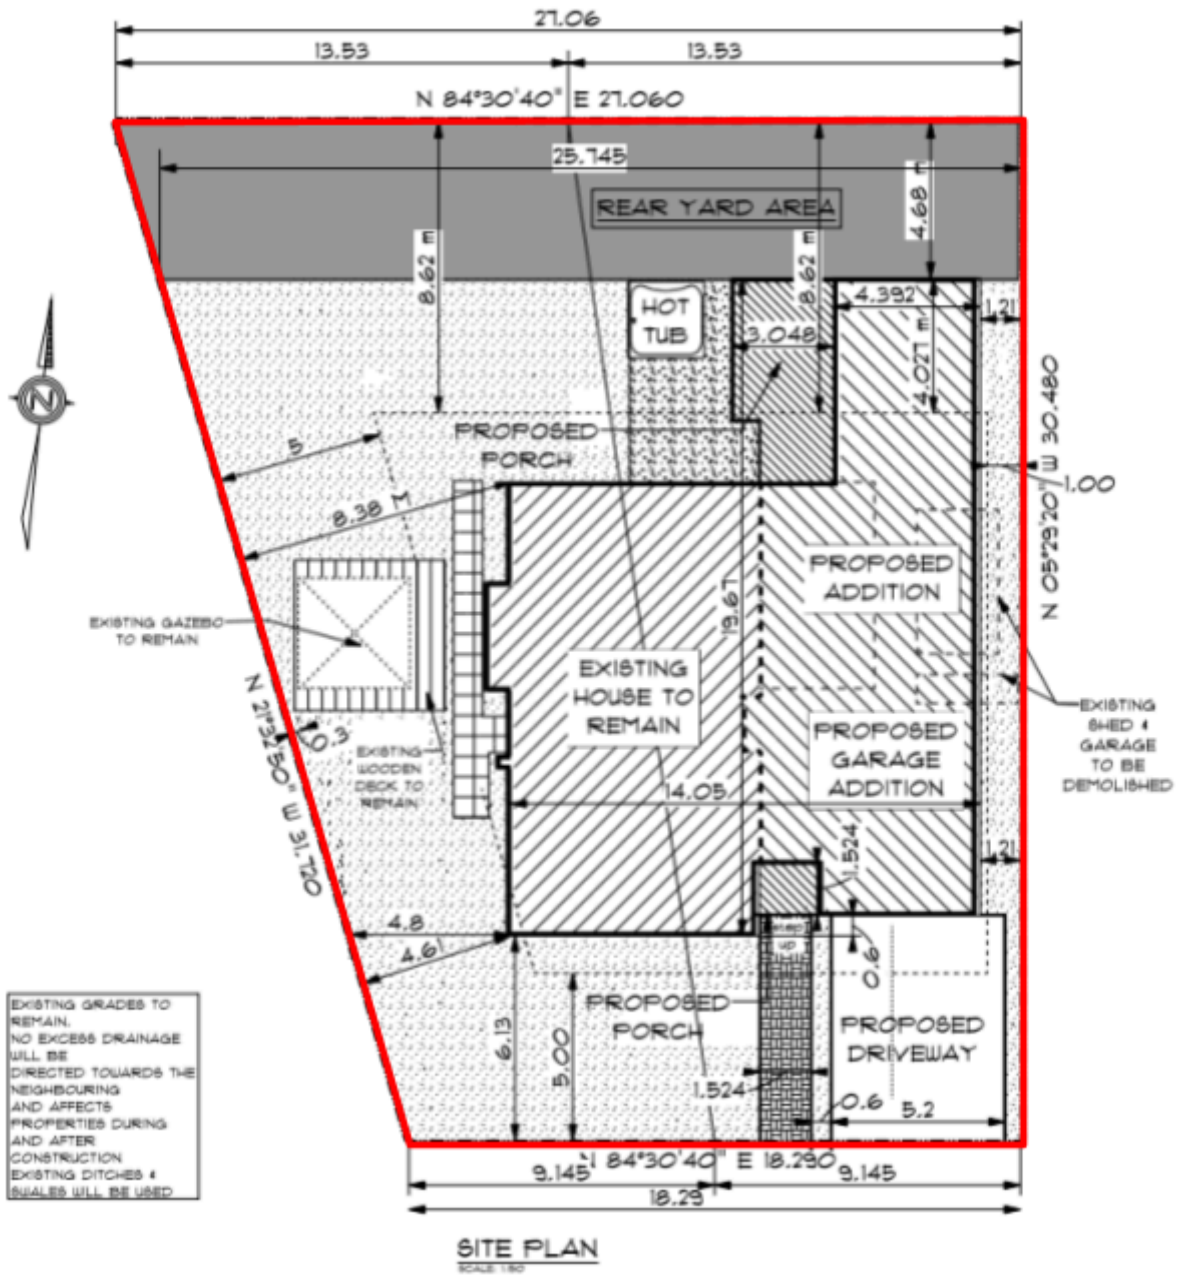 27.06
13.53
13.53
N 84°30'40" E 27.060
25.745
REAR YARD AREA
4.68 m
8.62 m
8.62 m
HOT
TUB
4.392
1.21
3.048
4.027 m
N
PROPOSED
PORCH
5
8.38
1.00
N 05°29'20" W 30.480
PROPOSED
ADDITION
19.67
EXISTING GAZEBO
TO REMAIN
EXISTING
HOUSE TO
REMAIN
N 21°32'50" W 31.720
0.3
EXISTING
WOODEN
DECK TO
REMAIN
PROPOSED
GARAGE
ADDITION
EXISTING
SHED &
GARAGE
TO BE
DEMOLISHED
14.05
1.524
1.21
4.8
4.61
UP
0.6
6.13
5.00
PROPOSED
PORCH
PROPOSED
DRIVEWAY
1.524
0.6
5.2
EXISTING GRADES TO
REMAIN.
NO EXCESS DRAINAGE
WILL BE
DIRECTED TOWARDS THE
NEIGHBOURING
AND AFFECTS
PROPERTIES DURING
AND AFTER
CONSTRUCTION
EXISTING DITCHES &
SWALES WILL BE USED
N 84°30'40" E 18.290
9.145
9.145
18.29
SITE PLAN
SCALE: 1:150